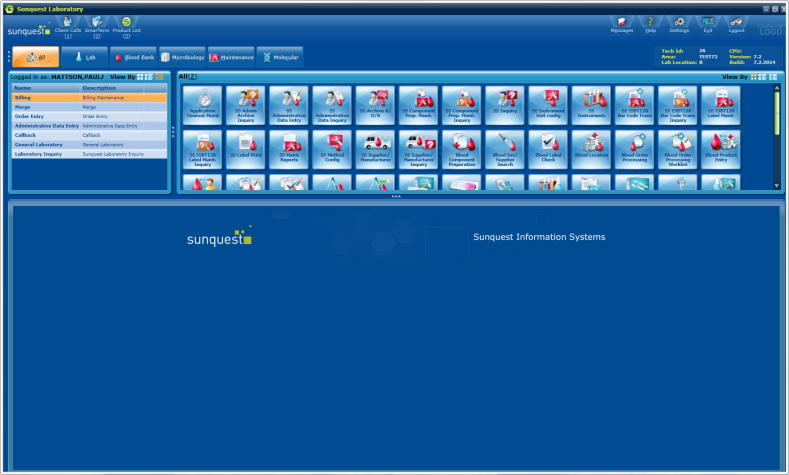 Sunquest Laboratory
sunquest
Client Calls (1)
SmarTerm (2)
Product List (3)
Messages
Help
Settings
Exit
Logout
LOGO
All
Lab
Blood Bank
Microbiology
Maintenance
Molecular
Tech Id: 26 CPU:
Area: TEST72 Version: 7.2
Lab Location: R Build: 7.2.2014
Logged in as: MATTSON,PAULJ View By
Name Description
Billing Billing Maintenance
Merge Merge
Order Entry Order Entry
Administrative Data Entry Administrative Data Entry
Callback Callback
General Laboratory General Laboratory
Laboratory Inquiry Sunquest Laboratory Inquiry
All(Z)
View By
Application Timeout Maint
SS Admin Archive Inquiry
SS Administrative Data Entry
SS Administrative Data Inquiry
SS Archive A/D/R
SS Component Prep. Maint.
SS Component Prep. Maint. Inquiry
SS Inquiry
SS Instrument Unit config
SS Instruments
SS ISBT128 Bar Code Trans
SS ISBT128 Bar Code Trans Inquiry
SS ISBT128 Label Maint.
SS ISBT128 Label Maint. Inquiry
SS Label Print
SS Maint Reports
SS Method Config
SS Supplier/ Manufacturer
SS Supplier/ Manufacturer Inquiry
Blood Component Preparation
Blood Inv/ Supplier Search
Blood Label Check
Blood Location
Blood Order Processing
Blood Order Processing Worklist
Blood Product Entry
sunquest
Sunquest Information Systems